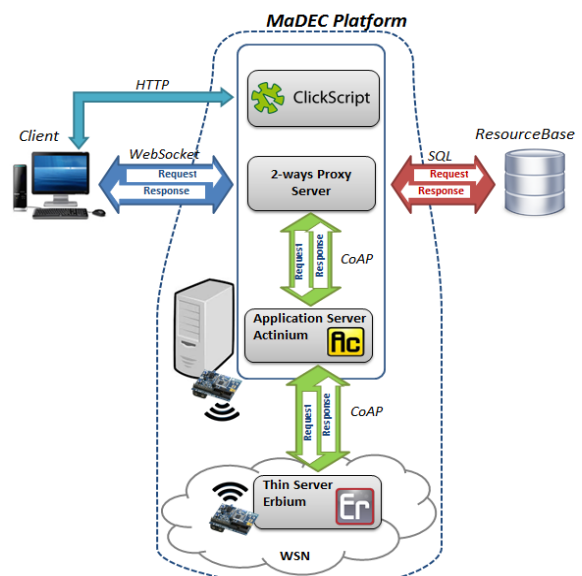 MaDEC Platform
HTTP
ClickScript
Client
WebSocket
Request
Response
2-ways Proxy
Server
SQL
Request
Response
ResourceBase
Request
Response
CoAP
Application Server
Actinium
Ac
Request
Response
CoAP
Thin Server
Erbium
Er
WSN